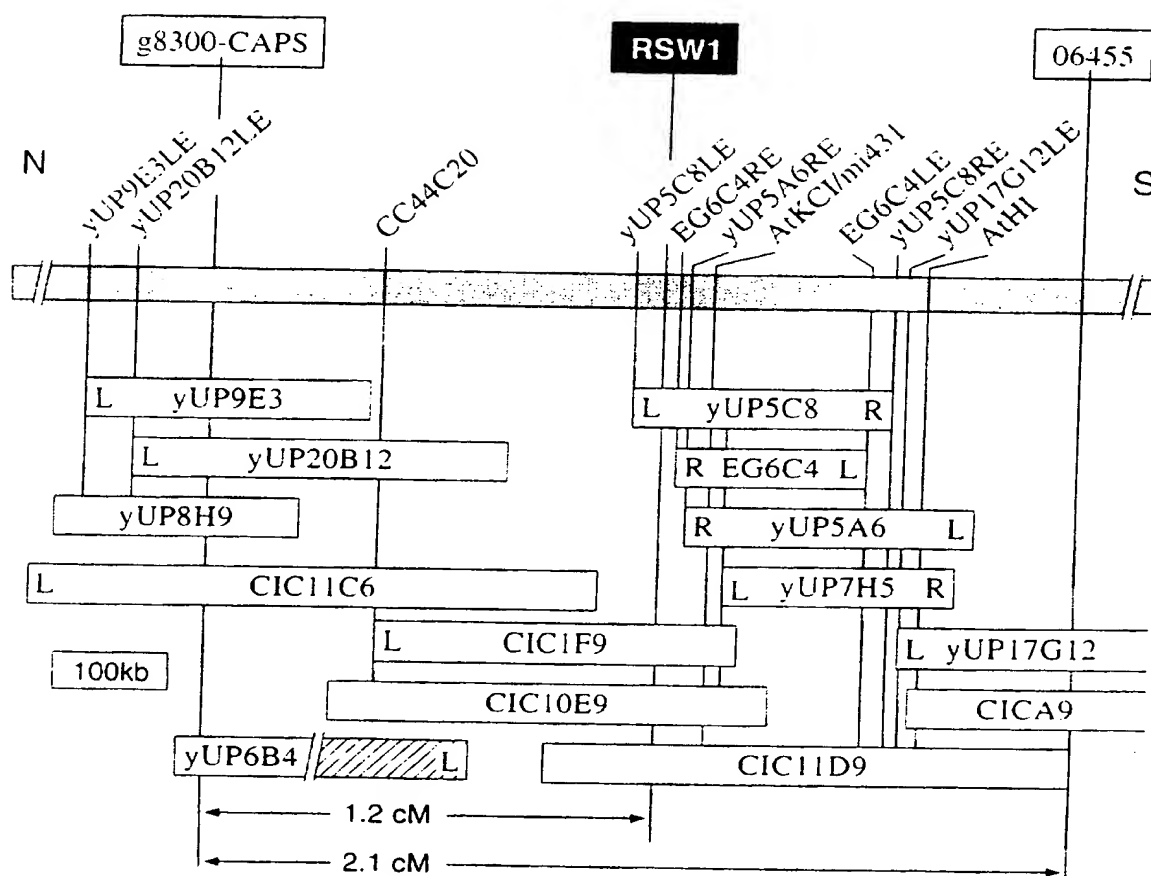 g8300-CAPS
RSW1
06455
N
S
yUP9E3LE
yUP20B12LE
CC44C20
yUP5C8LE
EG6C4RE
yUP5A6RE
AtKC1/mi431
EG6C4LE
yUP5C8RE
yUP17G12LE
AtHI
L yUP9E3
L yUP5C8 R
L yUP20B12
R EG6C4 L
yUP8H9
R yUP5A6 L
L CIC11C6
L yUP7H5 R
L CIC1F9
L yUP17G12
100kb
CIC10E9
CICA9
yUP6B4 L
CIC11D9
1.2 cM
2.1 cM